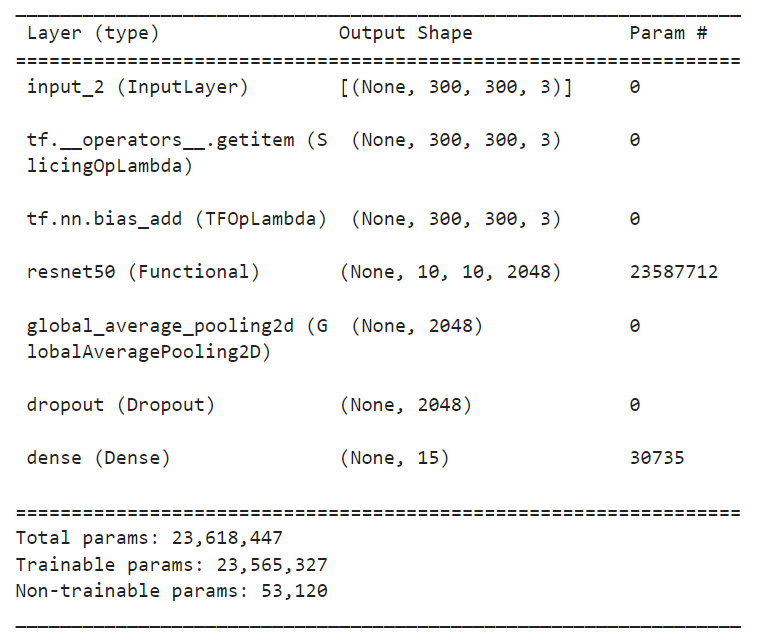 Layer (type) Output Shape Param #
input_2 (InputLayer) [(None, 300, 300, 3)] 0
tf.__operators__.getitem (S (None, 300, 300, 3) 0
licingOpLambda)
tf.nn.bias_add (TFOpLambda) (None, 300, 300, 3) 0
resnet50 (Functional) (None, 10, 10, 2048) 23587712
global_average_pooling2d (G (None, 2048) 0
lobalAveragePooling2D)
dropout (Dropout) (None, 2048) 0
dense (Dense) (None, 15) 30735
Total params: 23,618,447
Trainable params: 23,565,327
Non-trainable params: 53,120